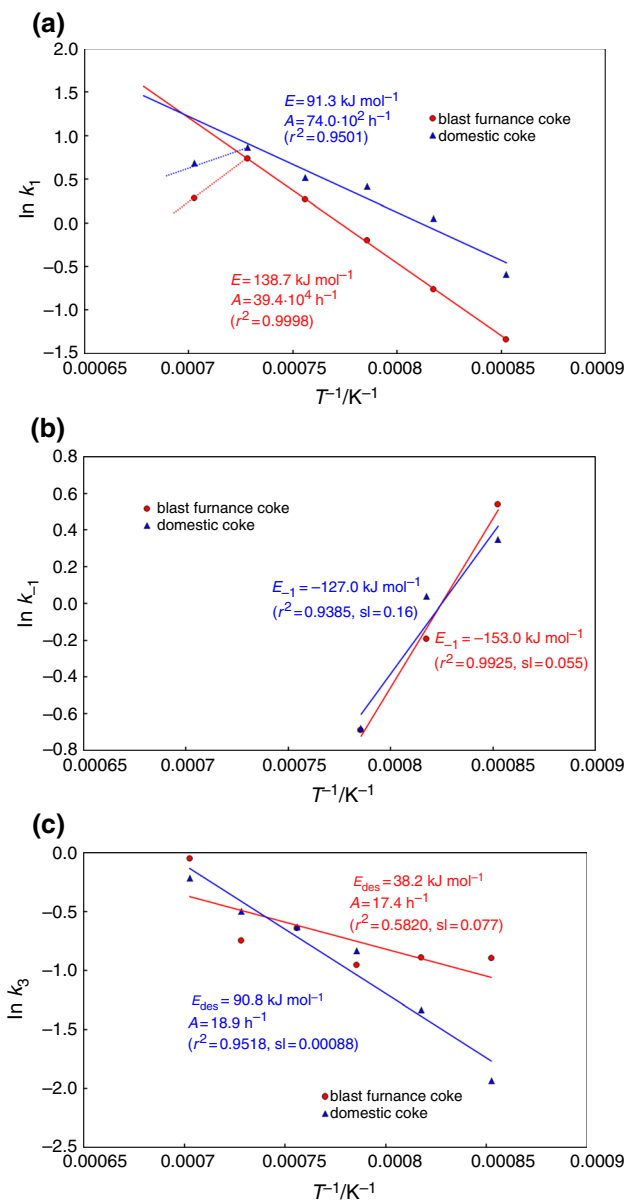 (a)
2.0
1.5
1.0
0.5
0.0
−0.5
−1.0
−1.5
ln k₁
E=91.3 kJ mol⁻¹
A=74.0·10² h⁻¹
(r²=0.9501)
blast furnance coke
domestic coke
E=138.7 kJ mol⁻¹
A=39.4·10⁴ h⁻¹
(r²=0.9998)
0.00065 0.0007 0.00075 0.0008 0.00085 0.0009
T⁻¹/K⁻¹
(b)
0.8
0.6
0.4
0.2
0.0
−0.2
−0.4
−0.6
−0.8
ln k₋₁
blast furnance coke
domestic coke
E₋₁=−127.0 kJ mol⁻¹
(r²=0.9385, sl=0.16)
E₋₁=−153.0 kJ mol⁻¹
(r²=0.9925, sl=0.055)
0.00065 0.0007 0.00075 0.0008 0.00085 0.0009
T⁻¹/K⁻¹
(c)
0.0
−0.5
−1.0
−1.5
−2.0
−2.5
ln k₃
E_des=38.2 kJ mol⁻¹
A=17.4 h⁻¹
(r²=0.5820, sl=0.077)
E_des=90.8 kJ mol⁻¹
A=18.9 h⁻¹
(r²=0.9518, sl=0.00088)
blast furnance coke
domestic coke
0.00065 0.0007 0.00075 0.0008 0.00085 0.0009
T⁻¹/K⁻¹